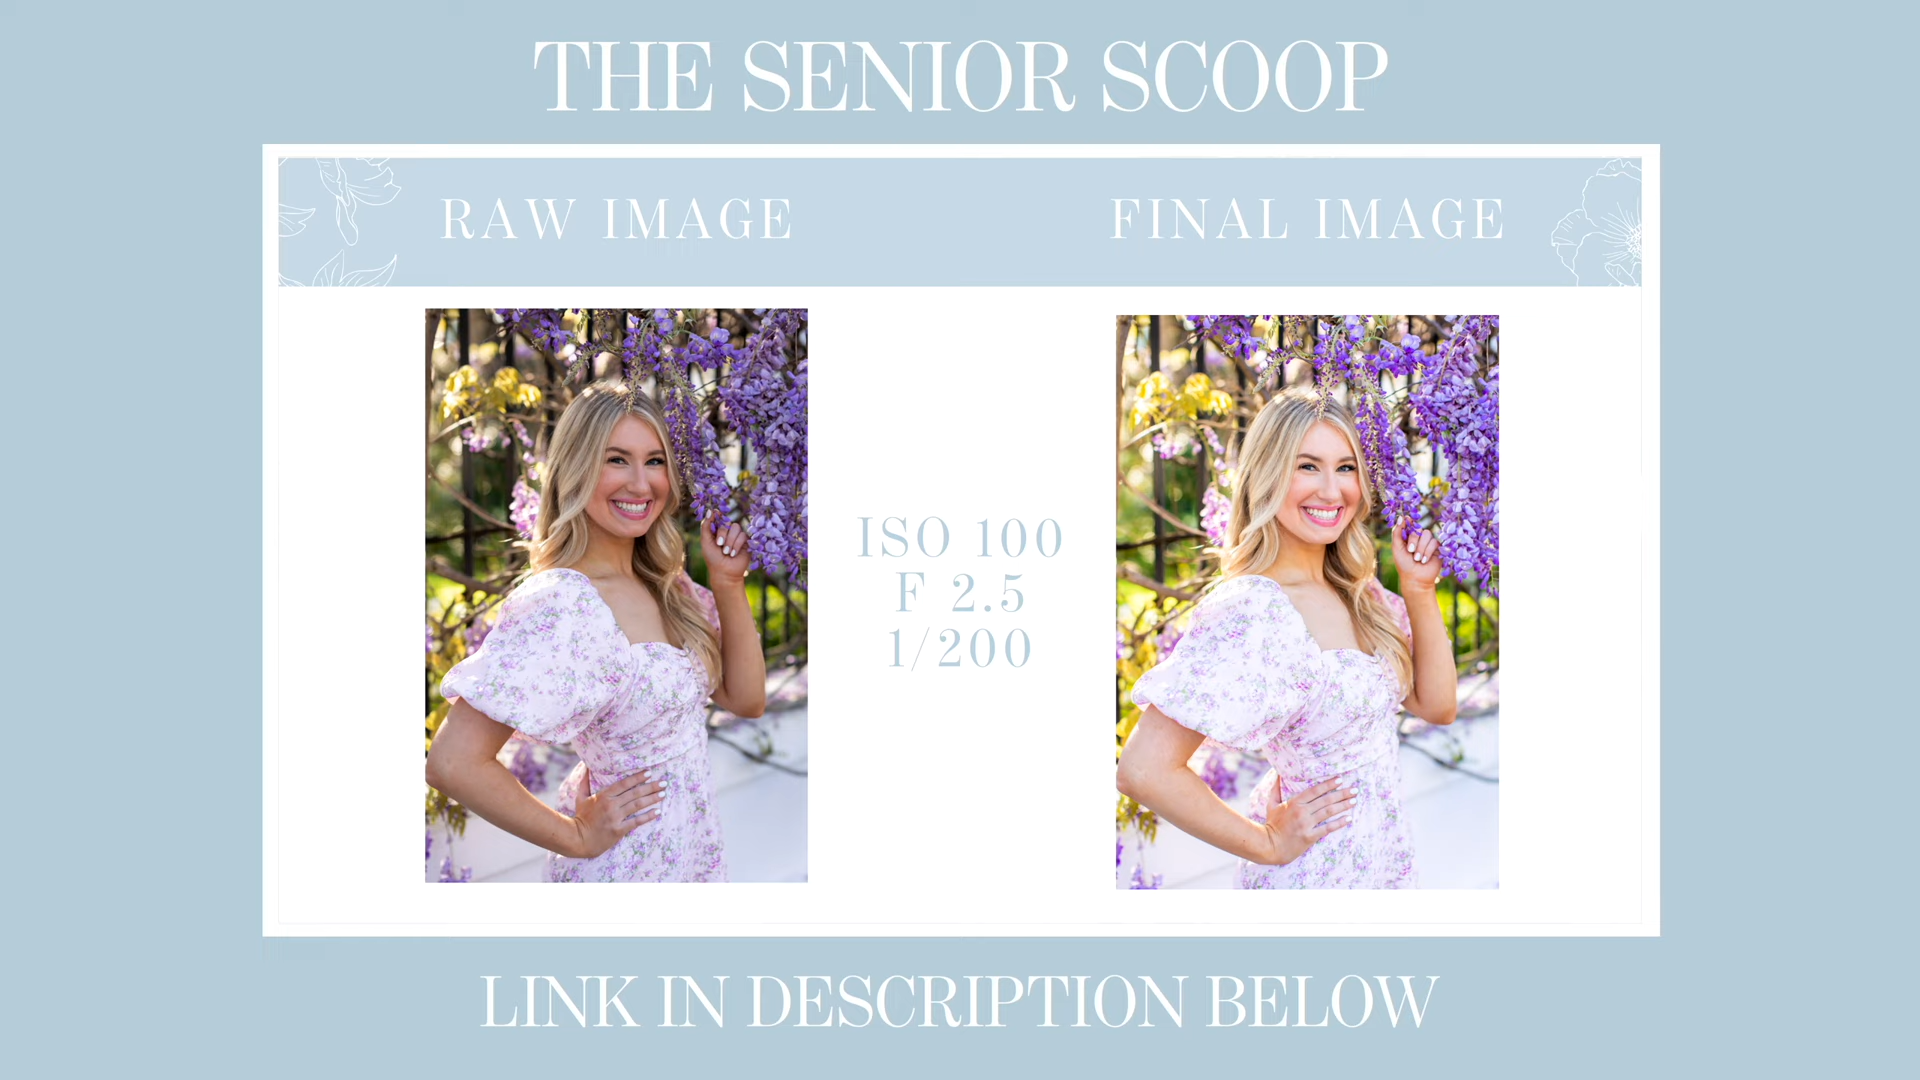 THE SENIOR SCOOP
RAW IMAGE
FINAL IMAGE
ISO 100
F 2.5
1/200
LINK IN DESCRIPTION BELOW